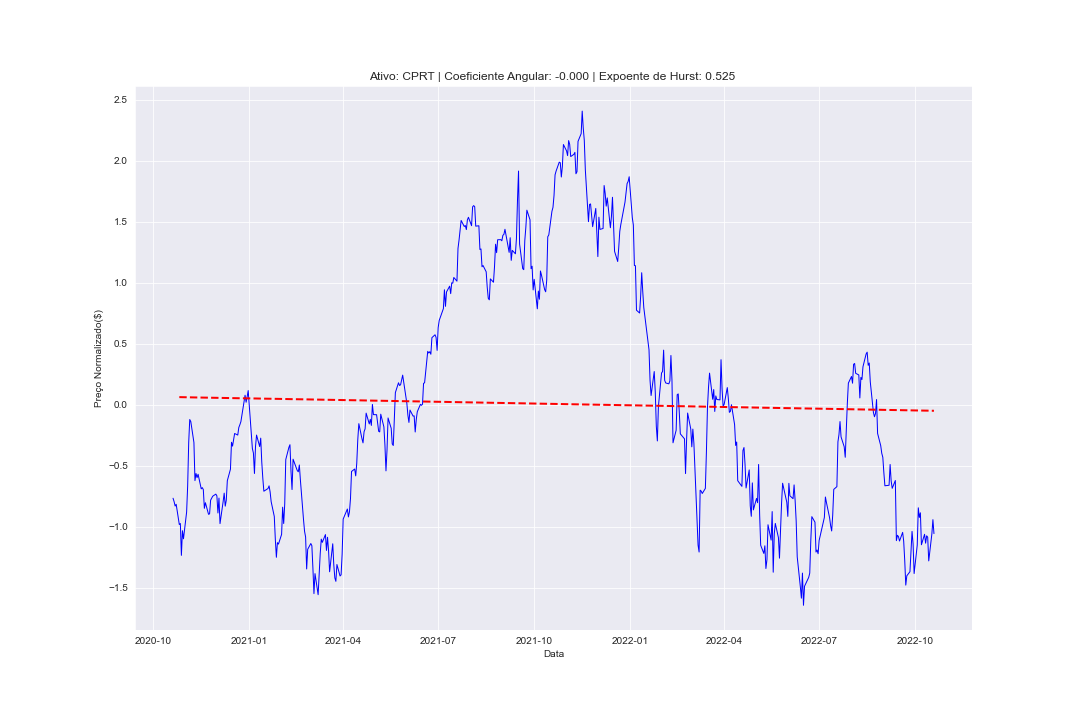 Ativo: CPRT | Coeficiente Angular: -0.000 | Expoente de Hurst: 0.525
2.5
2.0
1.5
1.0
0.5
0.0
−0.5
−1.0
−1.5
Preço Normalizado($)
2020-10 2021-01 2021-04 2021-07 2021-10 2022-01 2022-04 2022-07 2022-10
Data